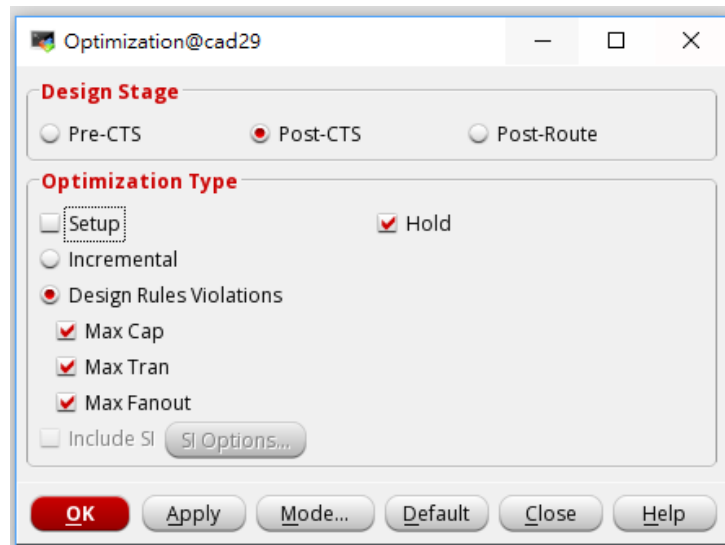 Optimization@cad29
Design Stage
Pre-CTS Post-CTS Post-Route
Optimization Type
Setup Hold
Incremental
Design Rules Violations
Max Cap
Max Tran
Max Fanout
Include SI SI Options...
OK Apply Mode... Default Close Help